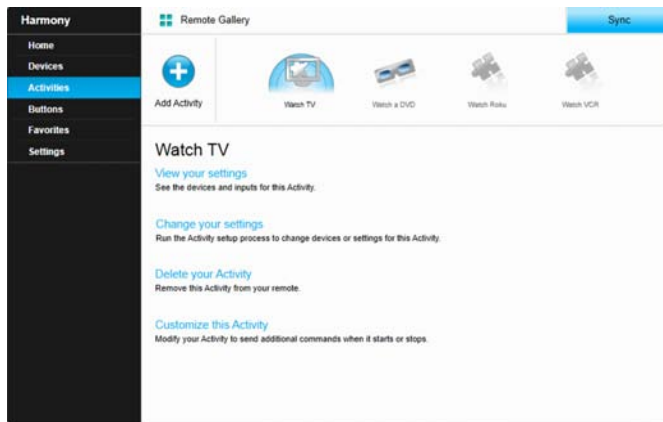 Harmony
Remote Gallery
Sync
Home
Devices
Activities
Buttons
Favorites
Settings
Add Activity
Watch TV
Watch a DVD
Watch Roku
Watch VCR
Watch TV
View your settings
See the devices and inputs for this Activity.
Change your settings
Run the Activity setup process to change devices or settings for this Activity.
Delete your Activity
Remove this Activity from your remote.
Customize this Activity
Modify your Activity to send additional commands when it starts or stops.